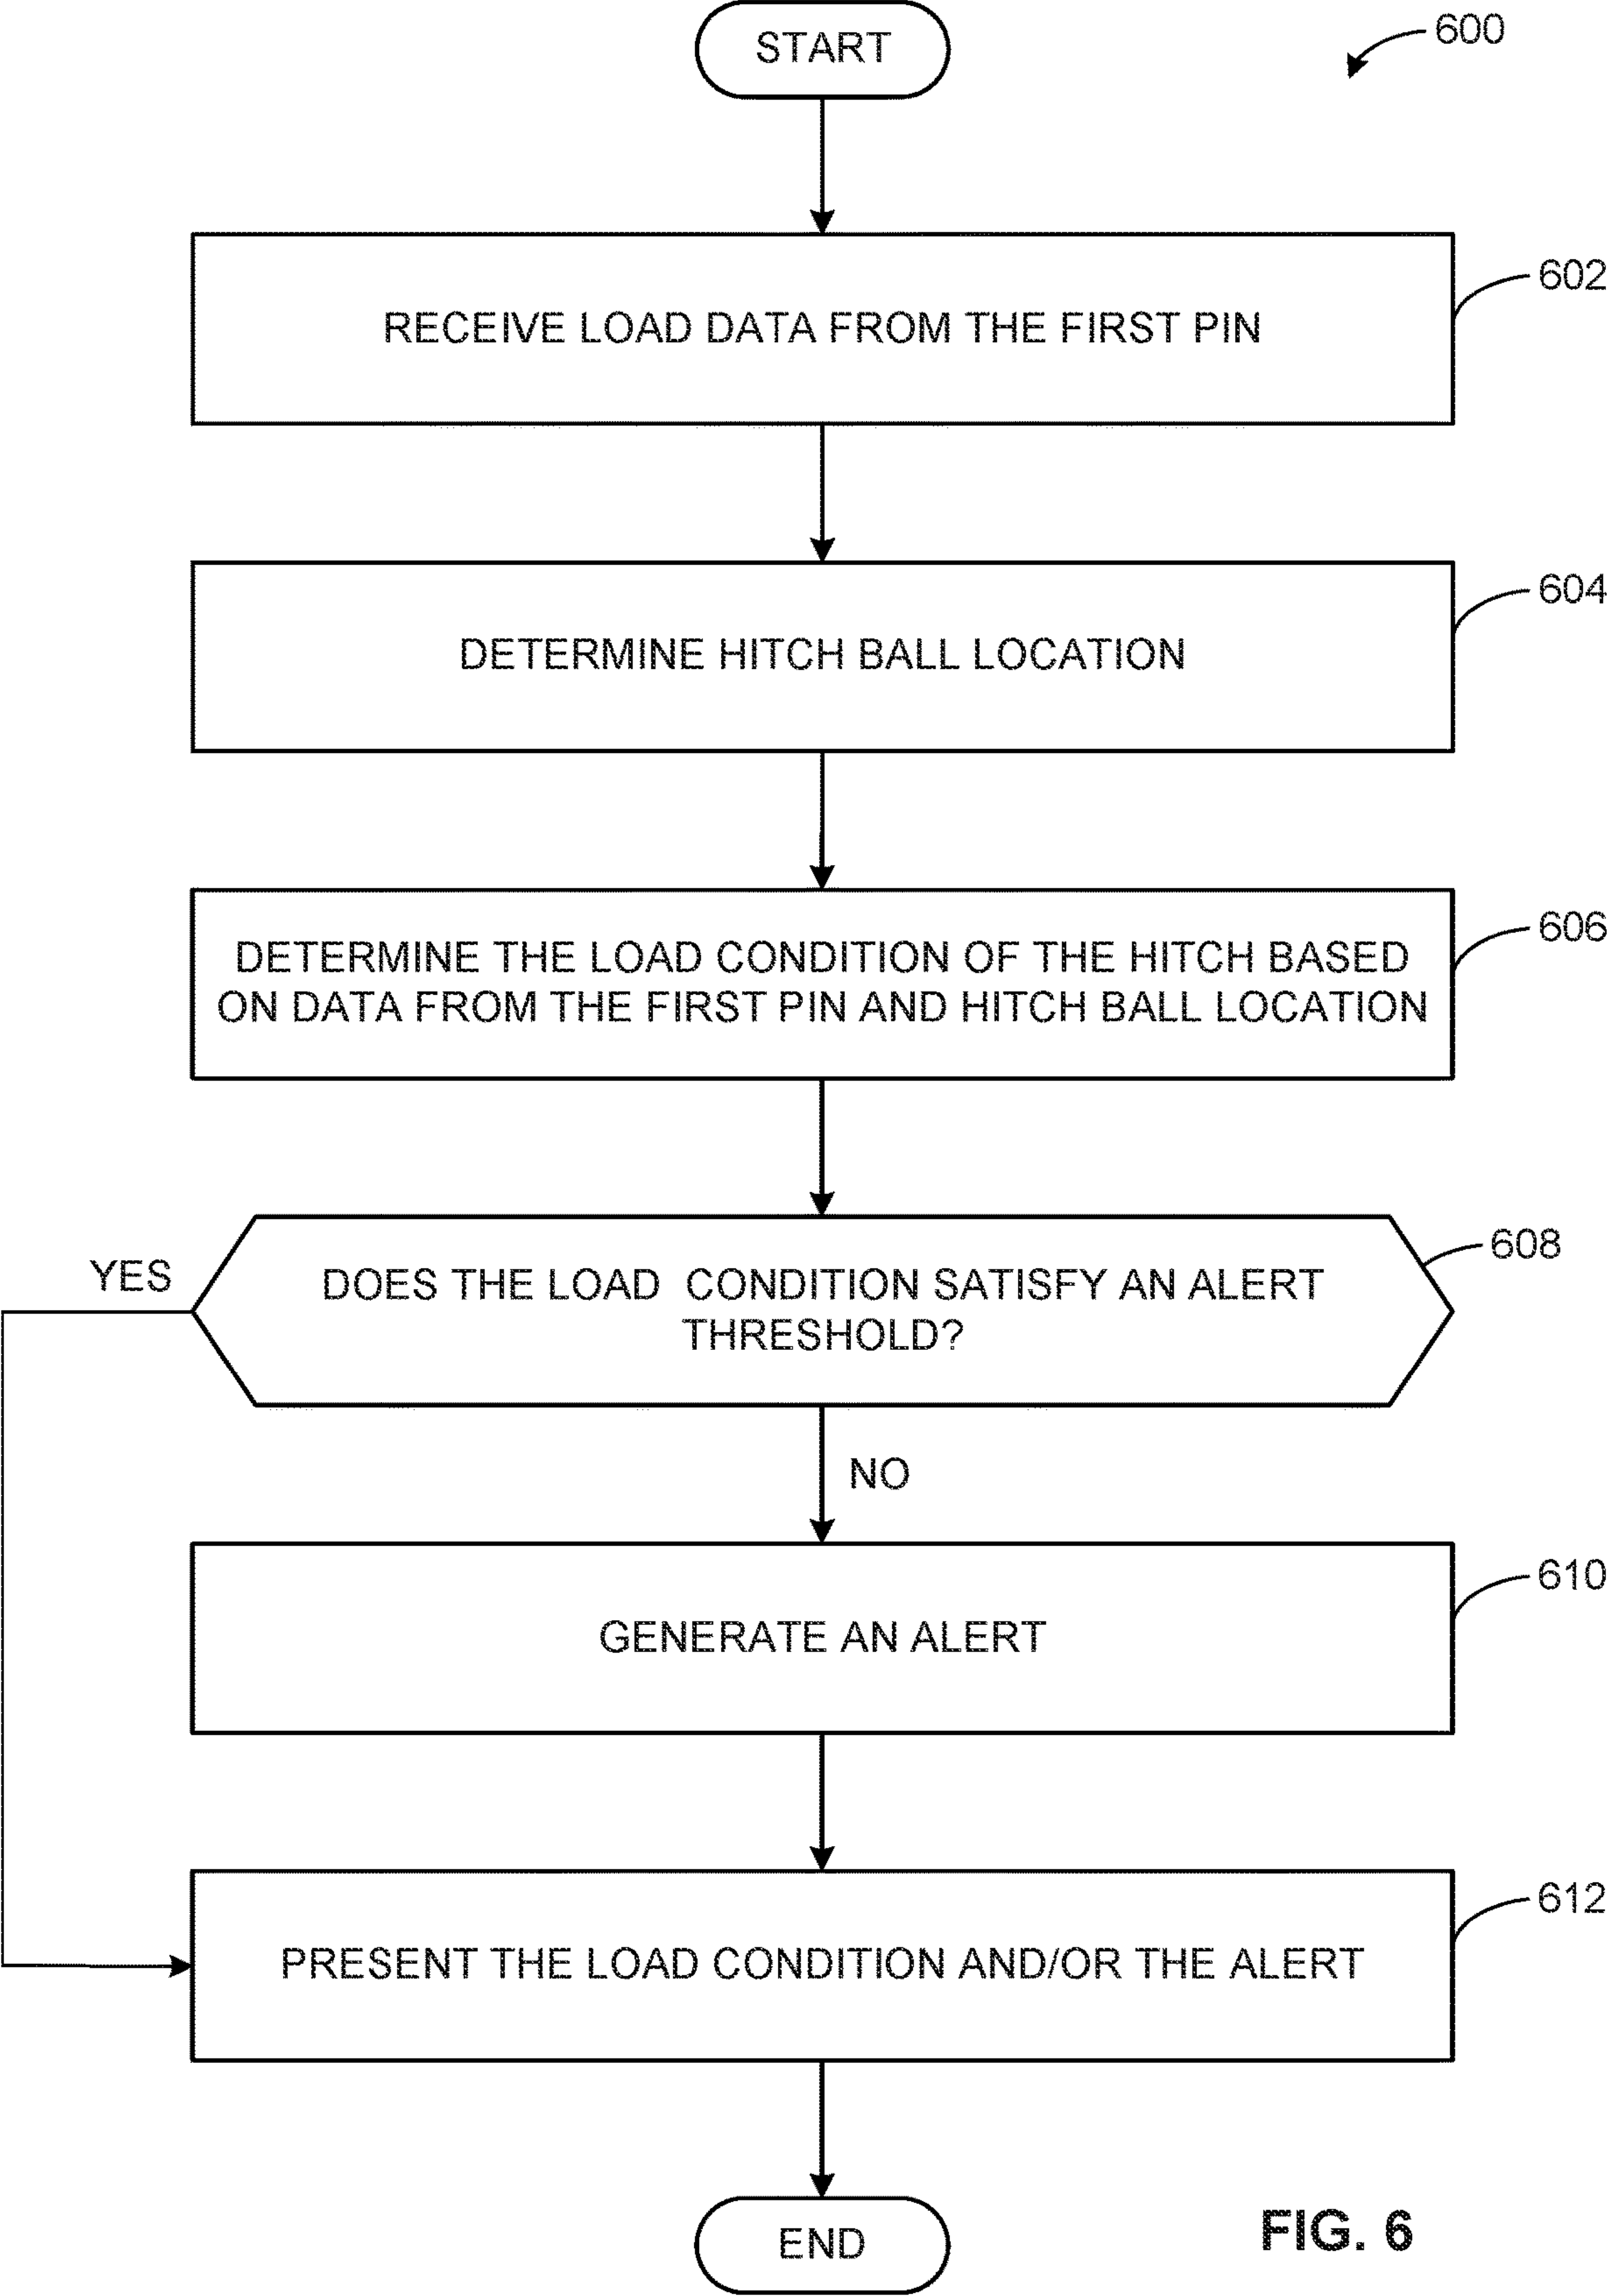 START
600
RECEIVE LOAD DATA FROM THE FIRST PIN
602
DETERMINE HITCH BALL LOCATION
604
DETERMINE THE LOAD CONDITION OF THE HITCH BASED
ON DATA FROM THE FIRST PIN AND HITCH BALL LOCATION
606
DOES THE LOAD CONDITION SATISFY AN ALERT
THRESHOLD?
608
YES
NO
GENERATE AN ALERT
610
PRESENT THE LOAD CONDITION AND/OR THE ALERT
612
END
FIG. 6